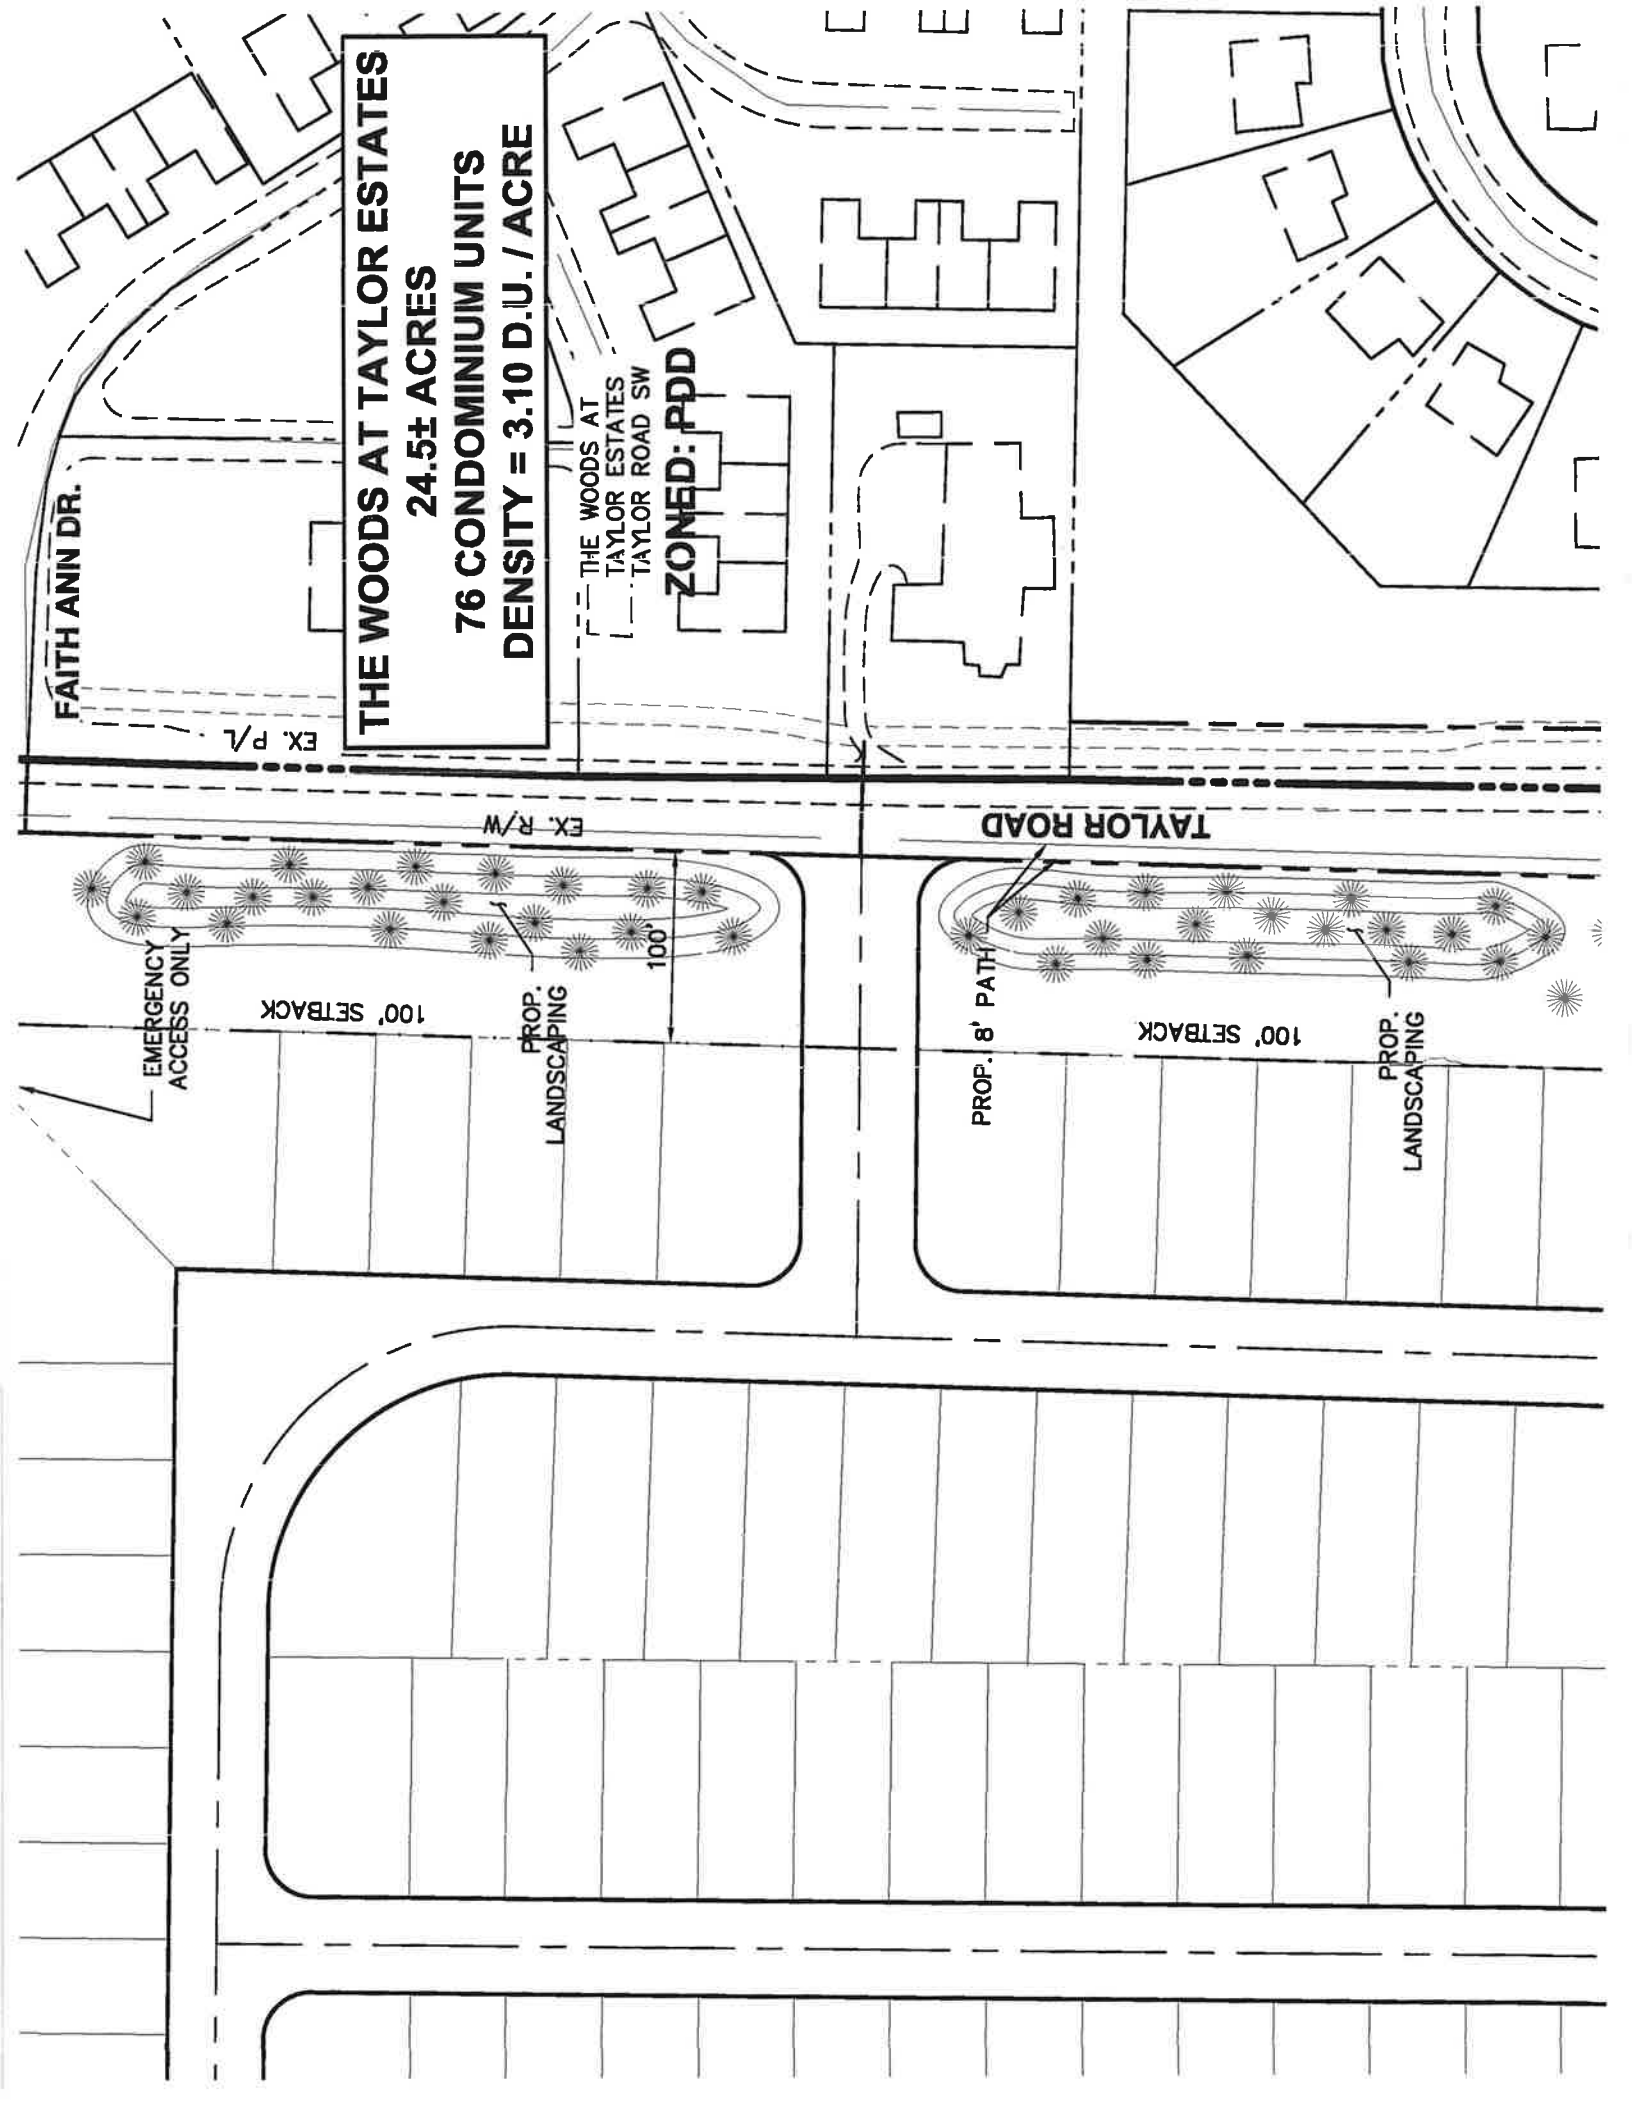 THE WOODS AT TAYLOR ESTATES
24.5± ACRES
76 CONDOMINIUM UNITS
DENSITY = 3.10 D.U. / ACRE
FAITH ANN DR.
THE WOODS AT
TAYLOR ESTATES
TAYLOR ROAD SW
ZONED: PDD
EX. P/L
EX. R/W
TAYLOR ROAD
EMERGENCY
ACCESS ONLY
100' SETBACK
PROP.
LANDSCAPING
100'
PROP. 8' PATH
100' SETBACK
PROP.
LANDSCAPING